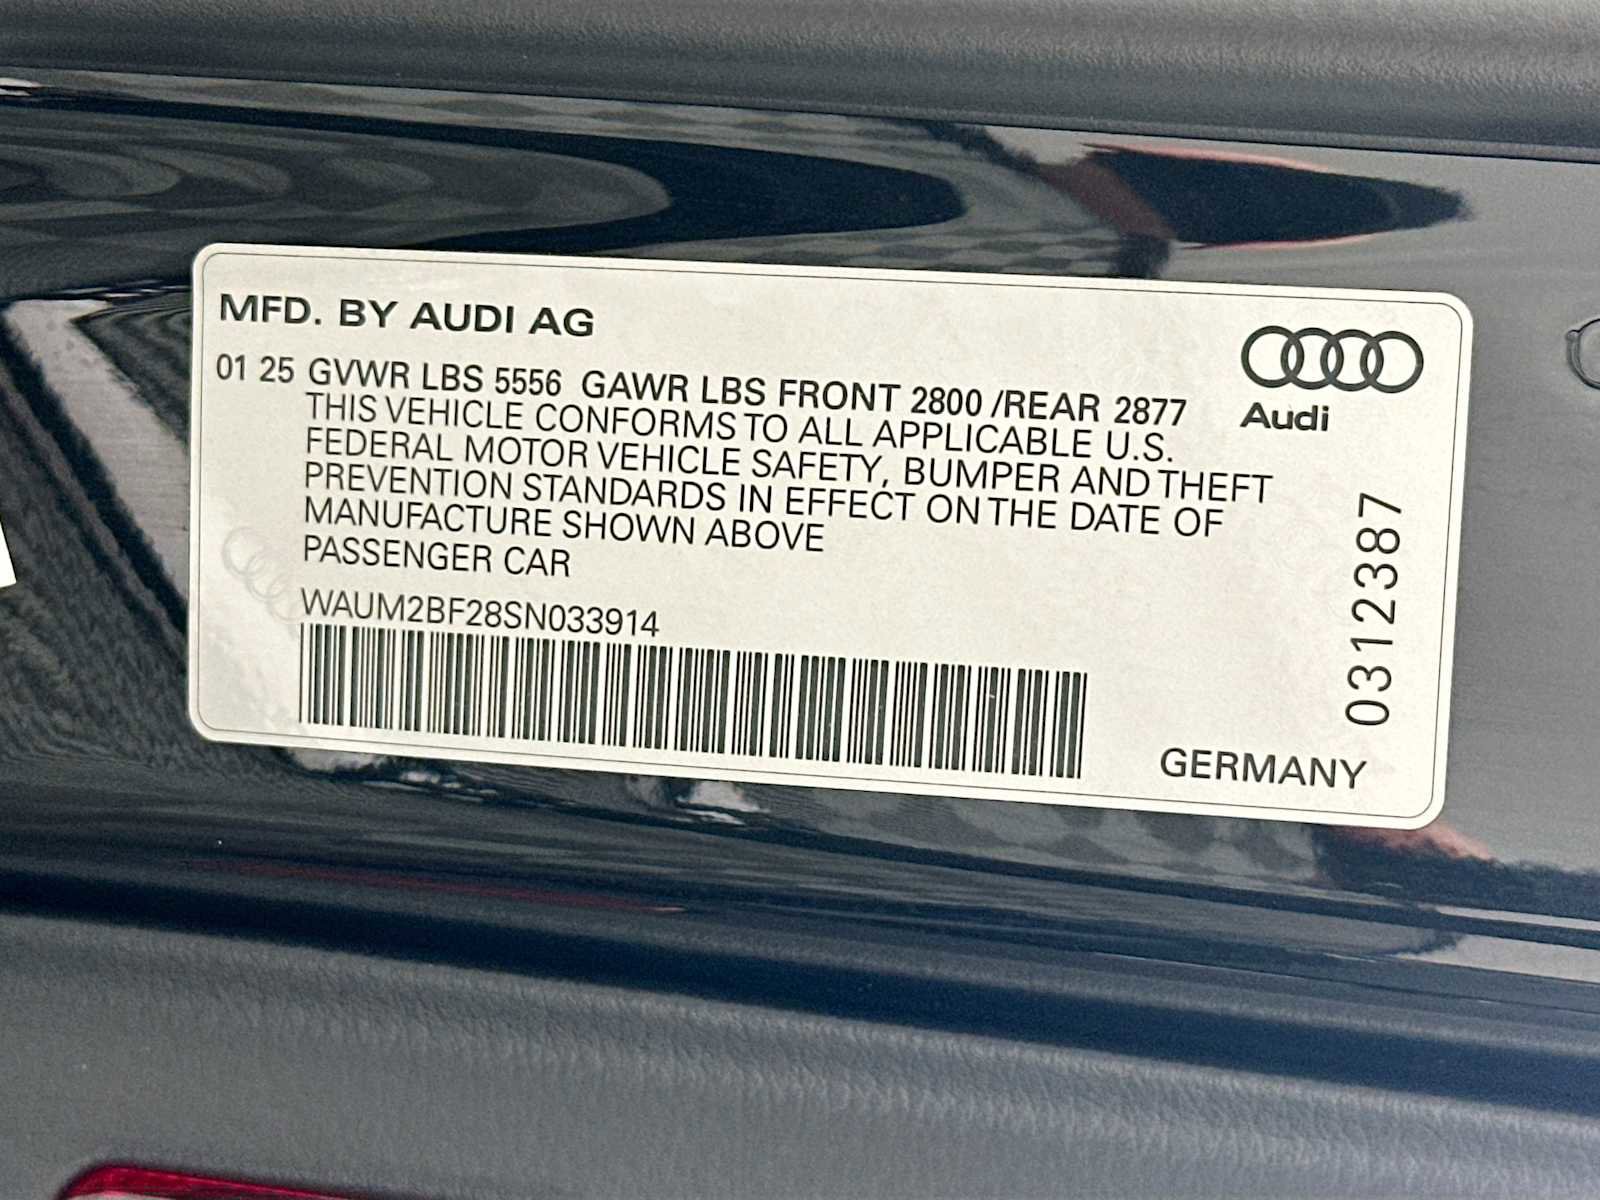 MFD. BY AUDI AG
01 25 GVWR LBS 5556 GAWR LBS FRONT 2800 /REAR 2877
THIS VEHICLE CONFORMS TO ALL APPLICABLE U.S.
FEDERAL MOTOR VEHICLE SAFETY, BUMPER AND THEFT
PREVENTION STANDARDS IN EFFECT ON THE DATE OF
MANUFACTURE SHOWN ABOVE
PASSENGER CAR
WAUM2BF28SN033914
Audi
0312387
GERMANY